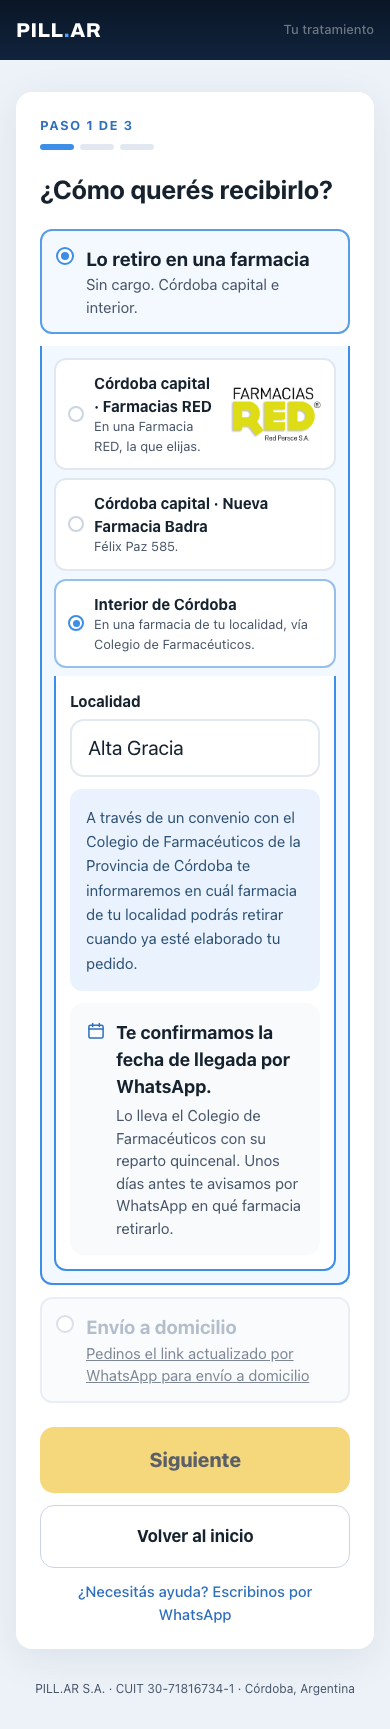 PILL.AR
Tu tratamiento
PASO 1 DE 3
¿Cómo querés recibirlo?
Lo retiro en una farmacia
Sin cargo. Córdoba capital e
interior.
Córdoba capital
· Farmacias RED
En una Farmacia
RED, la que elijas.
FARMACIAS
RED®
Red Perace S.A.
Córdoba capital · Nueva
Farmacia Badra
Félix Paz 585.
Interior de Córdoba
En una farmacia de tu localidad, vía
Colegio de Farmacéuticos.
Localidad
Alta Gracia
A través de un convenio con el
Colegio de Farmacéuticos de la
Provincia de Córdoba te
informaremos en cuál farmacia
de tu localidad podrás retirar
cuando ya esté elaborado tu
pedido.
Te confirmamos la
fecha de llegada por
WhatsApp.
Lo lleva el Colegio de
Farmacéuticos con su
reparto quincenal. Unos
días antes te avisamos por
WhatsApp en qué farmacia
retirarlo.
Envío a domicilio
Pedinos el link actualizado por
WhatsApp para envío a domicilio
Siguiente
Volver al inicio
¿Necesitás ayuda? Escribinos por
WhatsApp
PILL.AR S.A. · CUIT 30-71816734-1 · Córdoba, Argentina